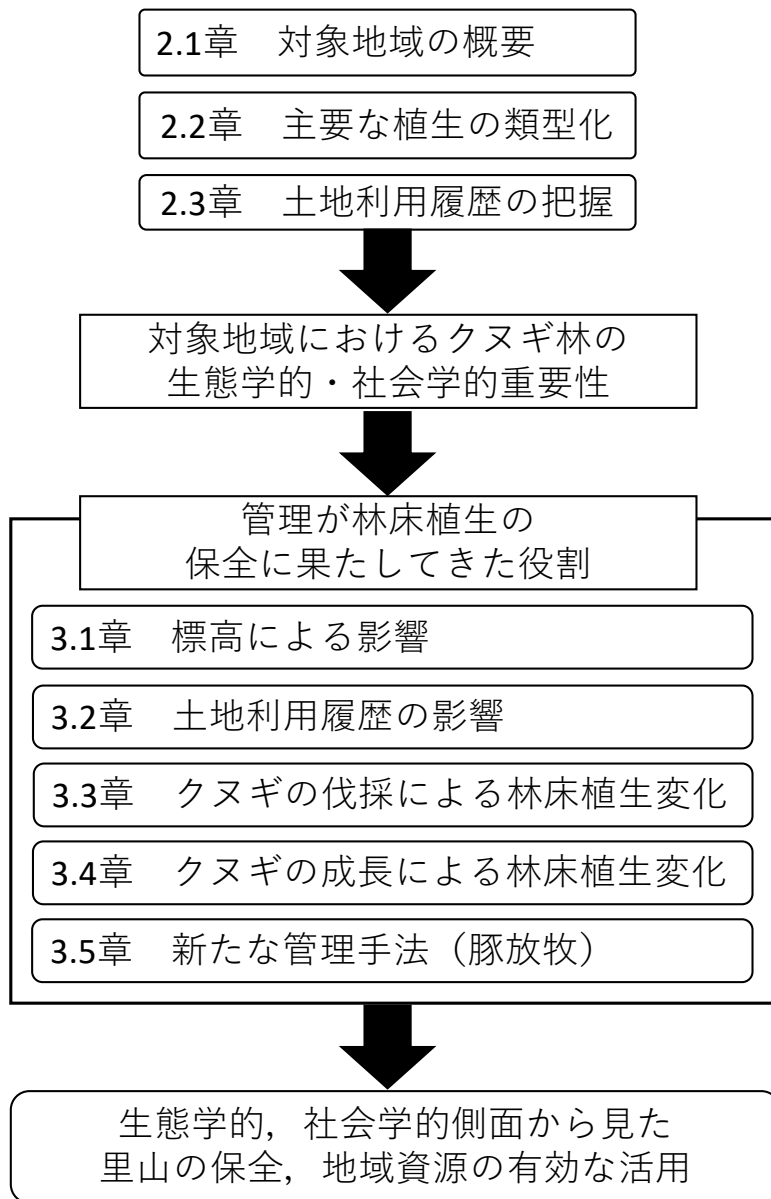 2.1章　対象地域の概要
2.2章　主要な植生の類型化
2.3章　土地利用履歴の把握
対象地域におけるクヌギ林の
生態学的・社会学的重要性
管理が林床植生の
保全に果たしてきた役割
3.1章　標高による影響
3.2章　土地利用履歴の影響
3.3章　クヌギの伐採による林床植生変化
3.4章　クヌギの成長による林床植生変化
3.5章　新たな管理手法（豚放牧）
生態学的，社会学的側面から見た
里山の保全，地域資源の有効な活用